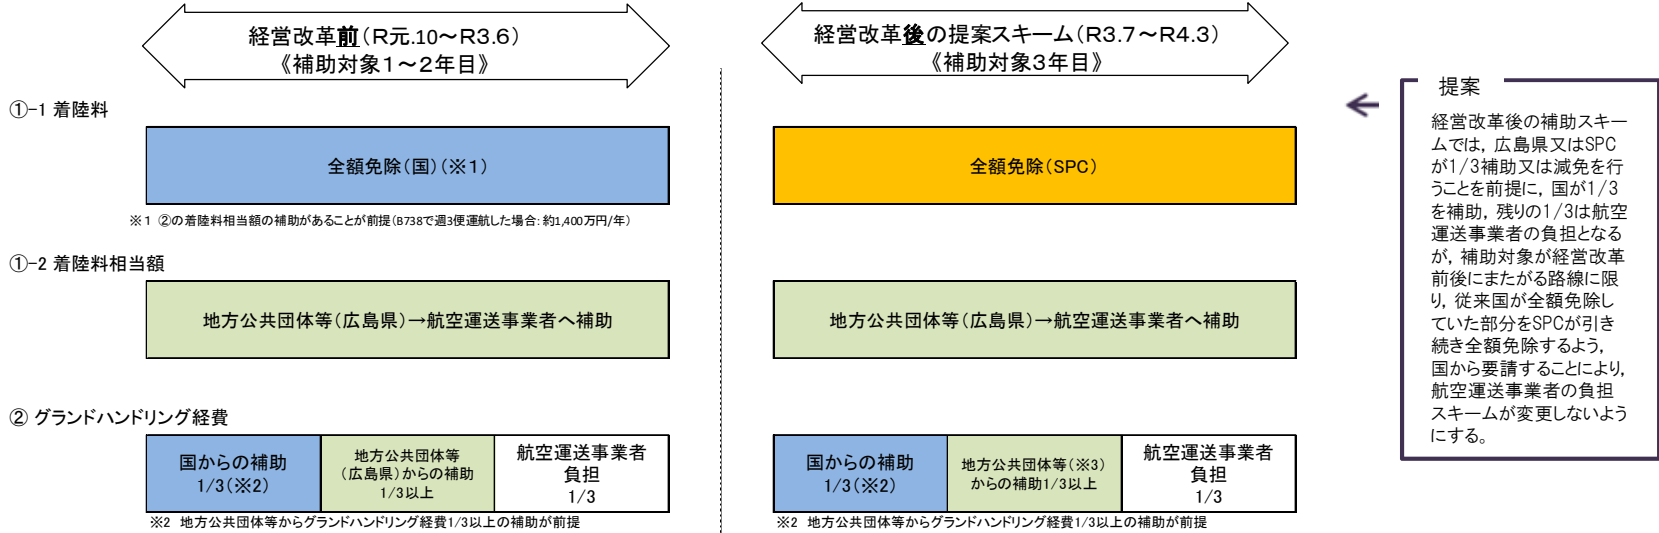 経営改革前(R元.10～R3.6)
《補助対象1～2年目》
経営改革後の提案スキーム(R3.7～R4.3)
《補助対象3年目》
①-1 着陸料
全額免除(国)(※1)
全額免除(SPC)
※1 ②の着陸料相当額の補助があることが前提(B738で週3便運航した場合：約1,400万円/年)
①-2 着陸料相当額
地方公共団体等(広島県)→航空運送事業者へ補助
地方公共団体等(広島県)→航空運送事業者へ補助
② グランドハンドリング経費
国からの補助
1/3(※2)
地方公共団体等
(広島県)からの補助
1/3以上
航空運送事業者
負担
1/3
国からの補助
1/3(※2)
地方公共団体等(※3)
からの補助1/3以上
航空運送事業者
負担
1/3
※2 地方公共団体等からグランドハンドリング経費1/3以上の補助が前提
※2 地方公共団体等からグランドハンドリング経費1/3以上の補助が前提
提案
経営改革後の補助スキー
ムでは，広島県又はSPC
が1/3補助又は減免を行
うことを前提に，国が1/3
を補助，残りの1/3は航空
運送事業者の負担となる
が，補助対象が経営改革
前後にまたがる路線に限
り，従来国が全額免除し
ていた部分をSPCが引き
続き全額免除するよう，
国から要請することにより，
航空運送事業者の負担
スキームが変更しないよう
にする。